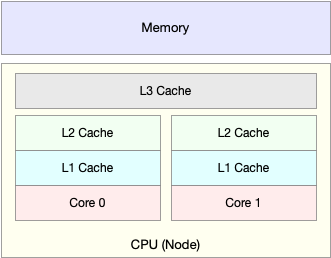 Memory
L3 Cache
L2 Cache
L2 Cache
L1 Cache
L1 Cache
Core 0
Core 1
CPU (Node)